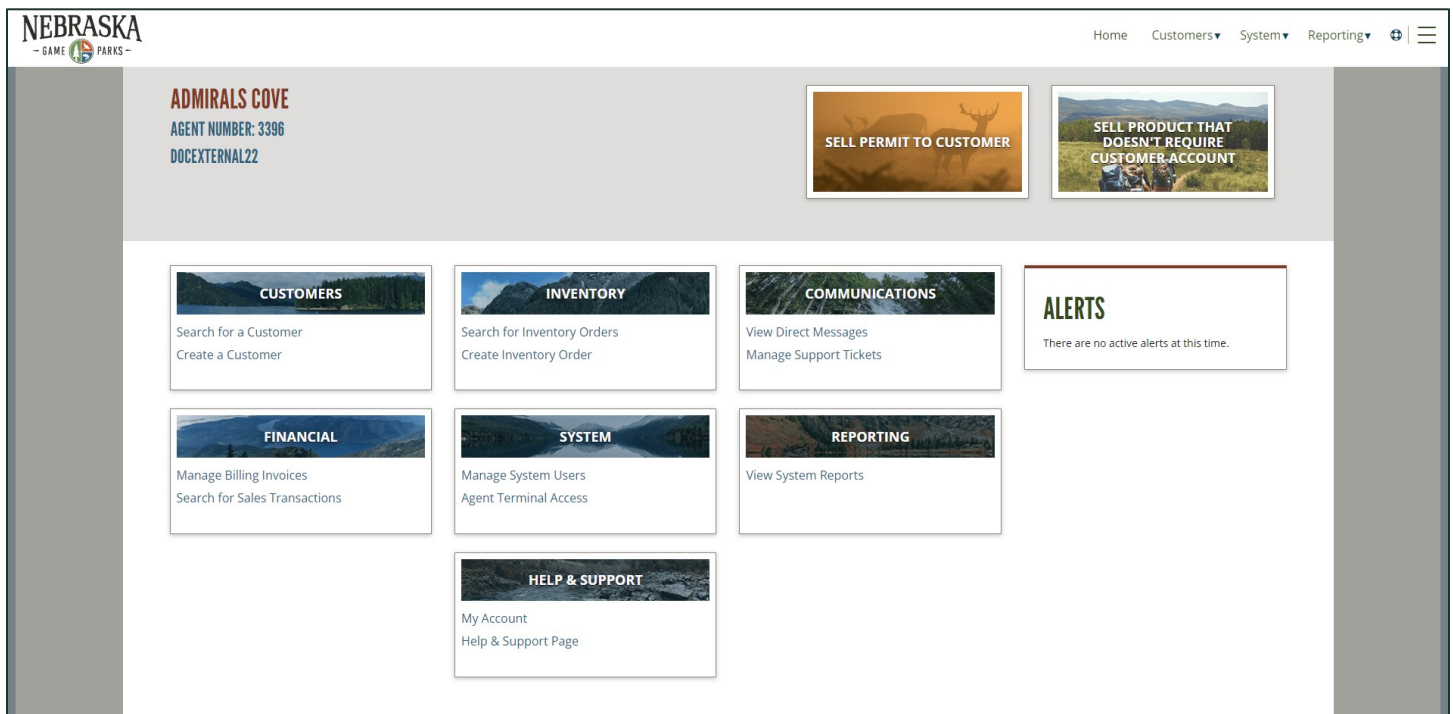 NEBRASKA
- GAME PARKS -
Home Customers▾ System▾ Reporting▾
ADMIRALS COVE
AGENT NUMBER: 3396
DOCEXTERNAL22
SELL PERMIT TO CUSTOMER
SELL PRODUCT THAT
DOESN'T REQUIRE
CUSTOMER ACCOUNT
CUSTOMERS
Search for a Customer
Create a Customer
INVENTORY
Search for Inventory Orders
Create Inventory Order
COMMUNICATIONS
View Direct Messages
Manage Support Tickets
ALERTS
There are no active alerts at this time.
FINANCIAL
Manage Billing Invoices
Search for Sales Transactions
SYSTEM
Manage System Users
Agent Terminal Access
REPORTING
View System Reports
HELP & SUPPORT
My Account
Help & Support Page